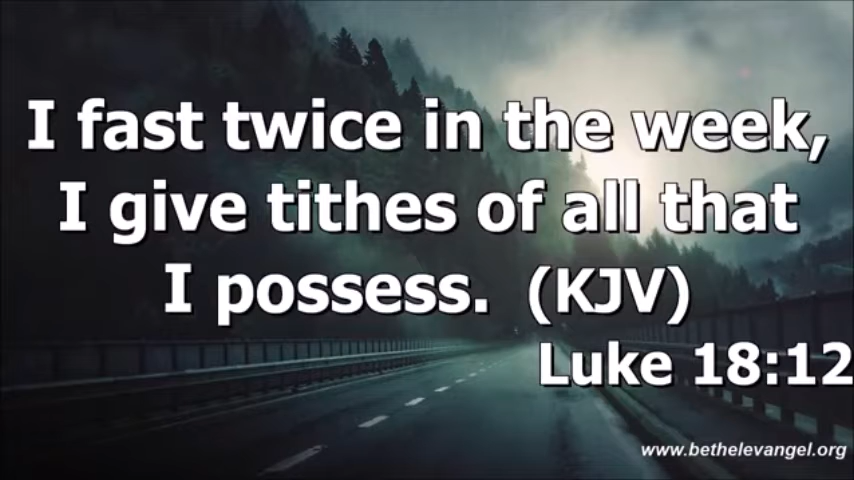 I fast twice in the week,
I give tithes of all that
I possess. (KJV)
Luke 18:12
www.bethelevangel.org